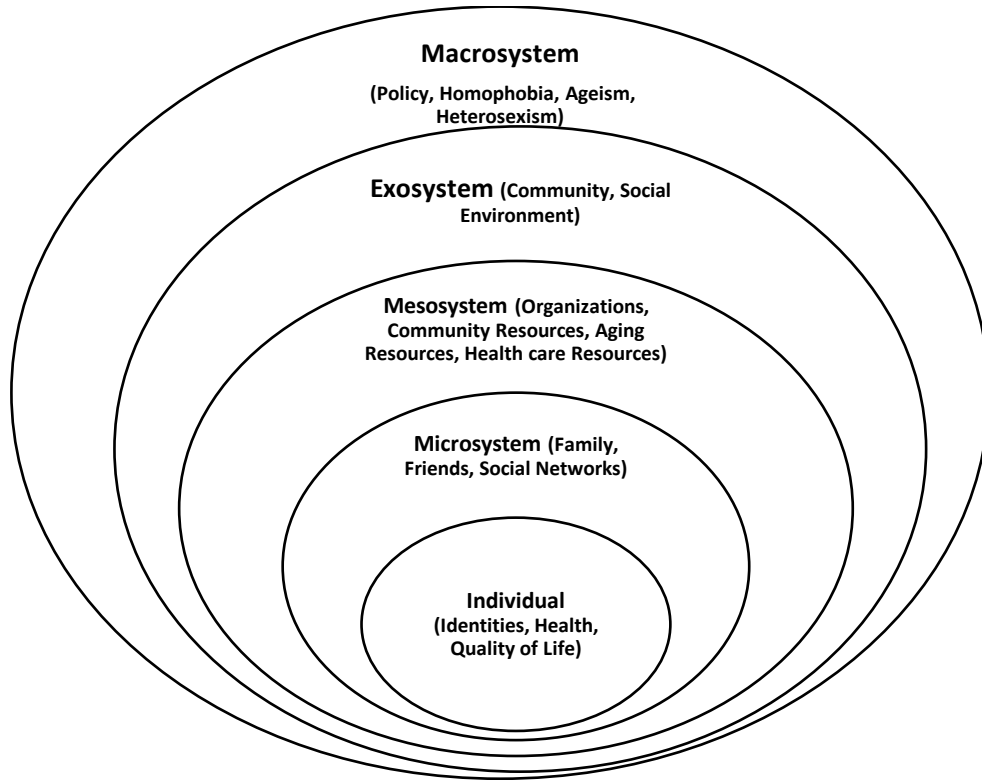 Macrosystem
(Policy, Homophobia, Ageism,
Heterosexism)
Exosystem (Community, Social
Environment)
Mesosystem (Organizations,
Community Resources, Aging
Resources, Health care Resources)
Microsystem (Family,
Friends, Social Networks)
Individual
(Identities, Health,
Quality of Life)